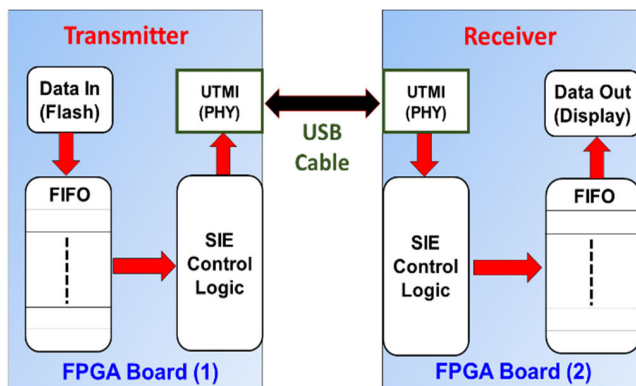 Transmitter
Data In
(Flash)
UTMI
(PHY)
FIFO
SIE
Control
Logic
FPGA Board (1)
USB
Cable
Receiver
UTMI
(PHY)
Data Out
(Display)
SIE
Control
Logic
FIFO
FPGA Board (2)